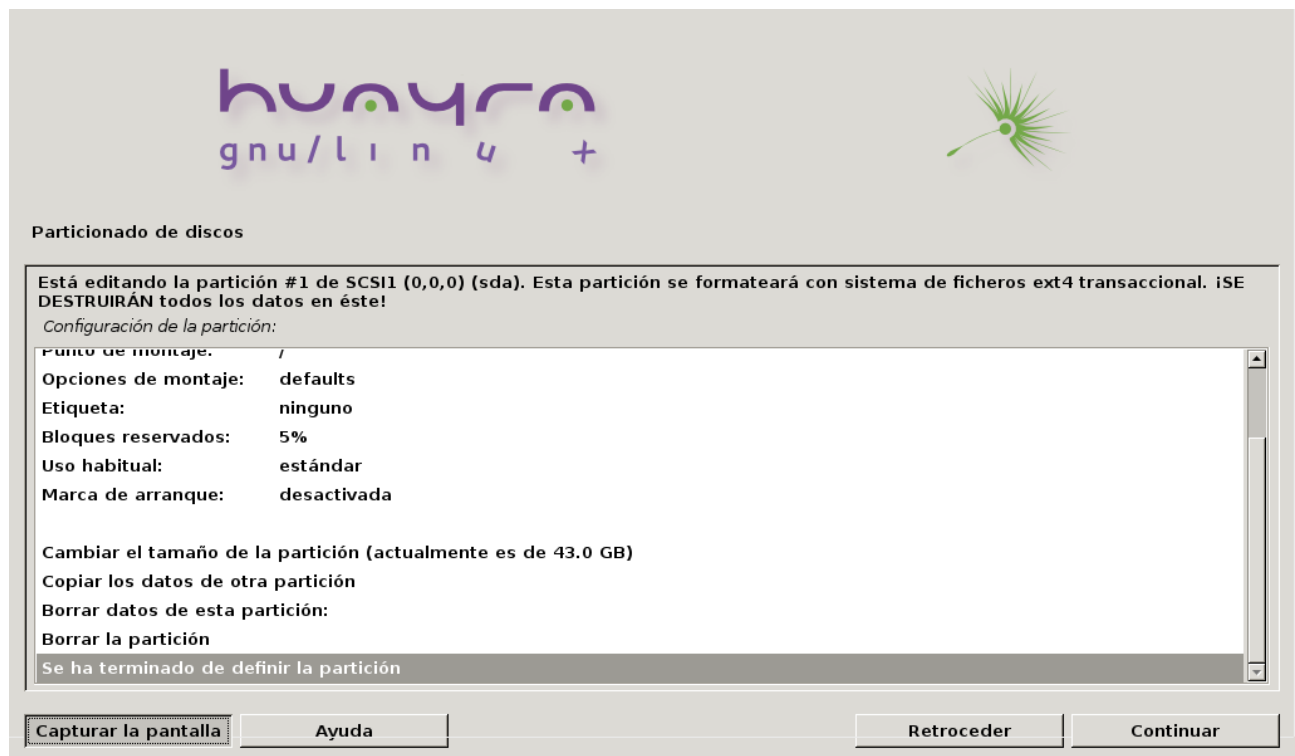 huayra
gnu/linux +
Particionado de discos
Está editando la partición #1 de SCSI1 (0,0,0) (sda). Esta partición se formateará con sistema de ficheros ext4 transaccional. ¡SE
DESTRUIRÁN todos los datos en éste!
Configuración de la partición:
Punto de montaje: /
Opciones de montaje: defaults
Etiqueta: ninguno
Bloques reservados: 5%
Uso habitual: estándar
Marca de arranque: desactivada
Cambiar el tamaño de la partición (actualmente es de 43.0 GB)
Copiar los datos de otra partición
Borrar datos de esta partición:
Borrar la partición
Se ha terminado de definir la partición
Capturar la pantalla Ayuda Retroceder Continuar